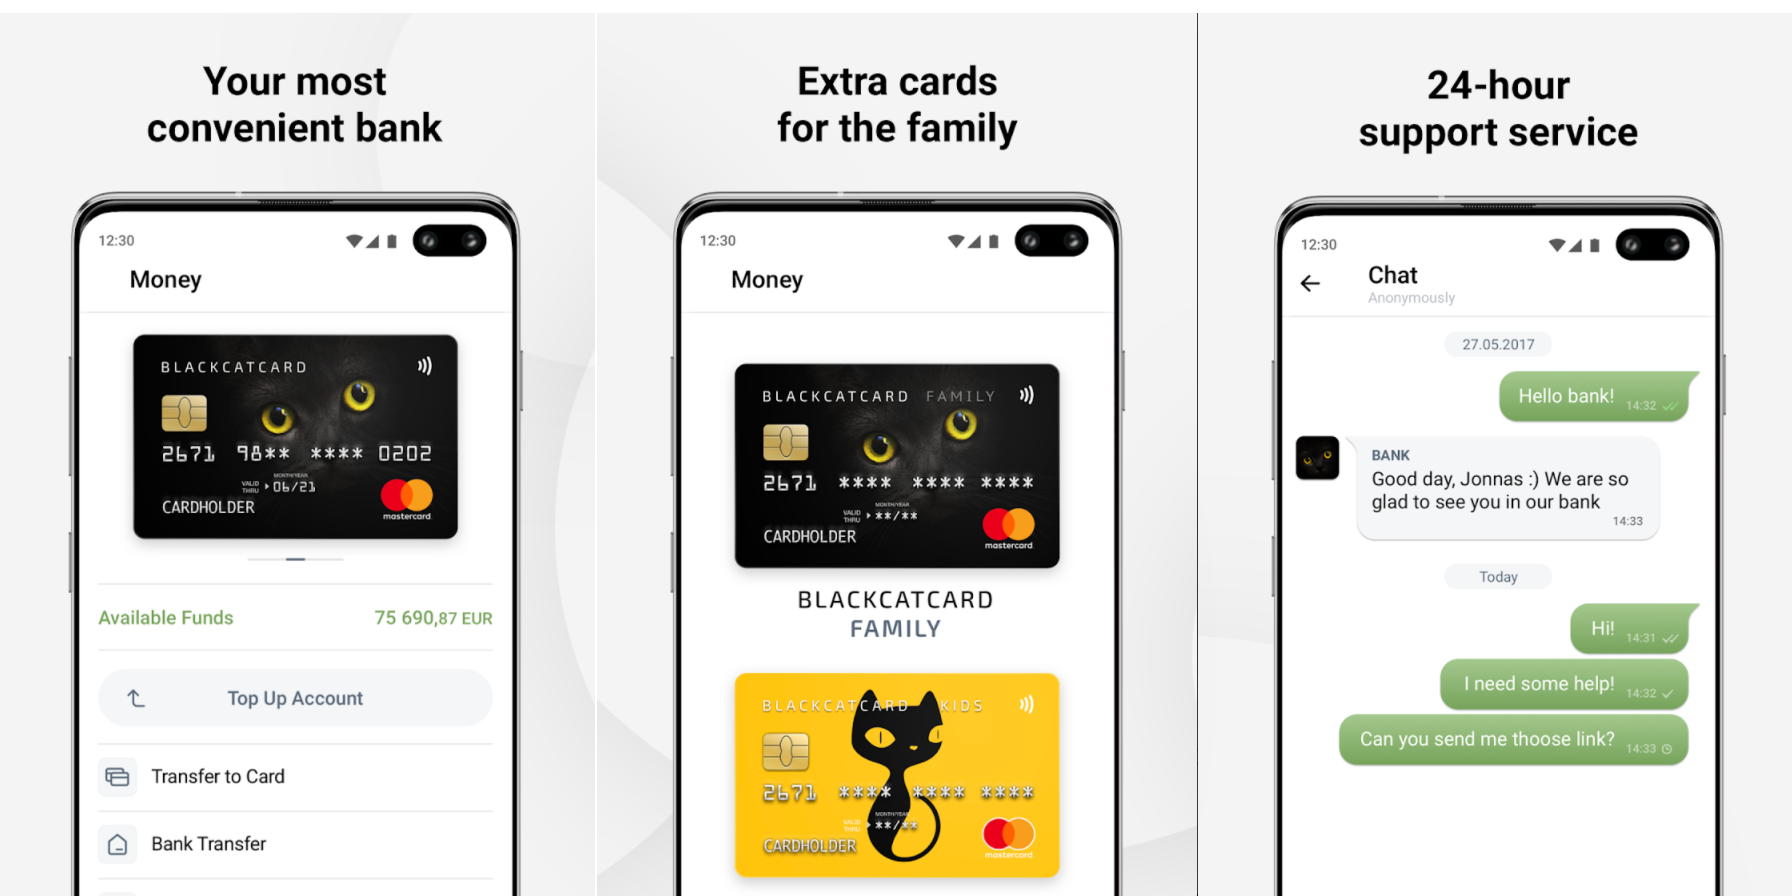 Your most
convenient bank
12:30
Money
BLACKCATCARD
2671 98** **** 0202
MONTH/YEAR
VALID
THRU
06/21
CARDHOLDER
mastercard
Available Funds
75 690,87 EUR
Top Up Account
Transfer to Card
Bank Transfer
Extra cards
for the family
12:30
Money
BLACKCATCARD FAMILY
2671 **** **** ****
MONTH/YEAR
VALID
THRU
**/**
CARDHOLDER
mastercard
BLACKCATCARD
FAMILY
BLACKCATCARD KIDS
2671 **** **** ****
MONTH/YEAR
VALID
THRU
**/**
CARDHOLDER
mastercard
24-hour
support service
12:30
Chat
Anonymously
27.05.2017
Hello bank! 14:32
BANK
Good day, Jonnas :) We are so
glad to see you in our bank
14:33
Today
Hi! 14:31
I need some help! 14:32
Can you send me thoose link? 14:33